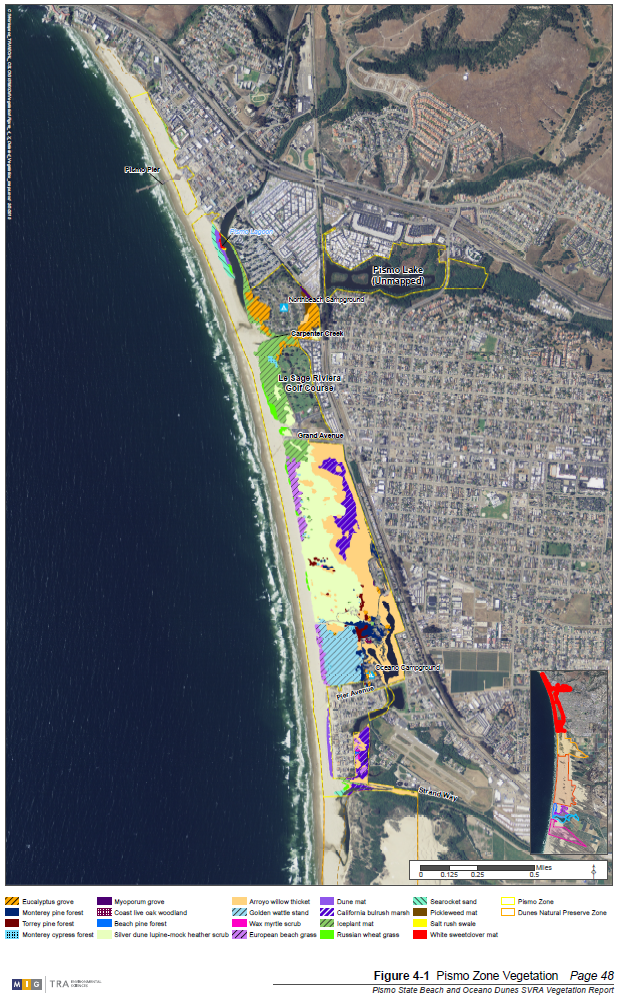 Pismo Pier
Pismo Lagoon
Pismo Lake
(Unmapped)
North Beach Campground
Carpenter Creek
Le Sage Riviera
Golf Course
Grand Avenue
Oceano Campground
Pier Avenue
Strand Way
Miles
0 0.125 0.25 0.5
Eucalyptus grove
Monterey pine forest
Torrey pine forest
Monterey cypress forest
Myoporum grove
Coast live oak woodland
Beach pine forest
Silver dune lupine-mock heather scrub
Arroyo willow thicket
Golden wattle stand
Wax myrtle scrub
European beach grass
Dune mat
California bulrush marsh
Iceplant mat
Russian wheat grass
Searocket sand
Pickleweed mat
Salt rush swale
White sweetclover mat
Pismo Zone
Dunes Natural Preserve Zone
MIG TRA ENVIRONMENTAL
SCIENCES
Figure 4-1 Pismo Zone Vegetation Page 48
Pismo State Beach and Oceano Dunes SVRA Vegetation Report